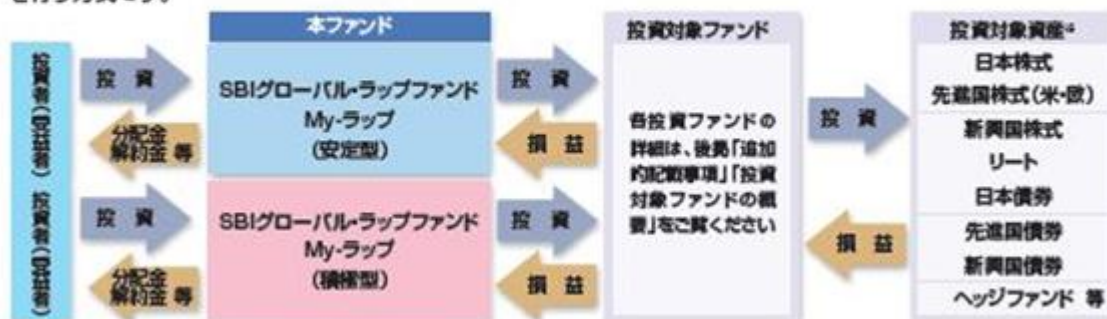 を行う方式です。
本ファンド
投資対象ファンド
投資対象資産
投資者(受益者)
投 資
分配金
解約金 等
SBIグローバル・ラップファンド
My-ラップ
(安定型)
投 資
損 益
投資者(受益者)
投 資
分配金
解約金 等
SBIグローバル・ラップファンド
My-ラップ
(積極型)
投 資
損 益
各投資ファンドの
詳細は、後掲「追加
的記載事項」「投資
対象ファンドの概
要」をご覧ください
投 資
損 益
日本株式
先進国株式(米・欧)
新興国株式
リート
日本債券
先進国債券
新興国債券
ヘッジファンド 等